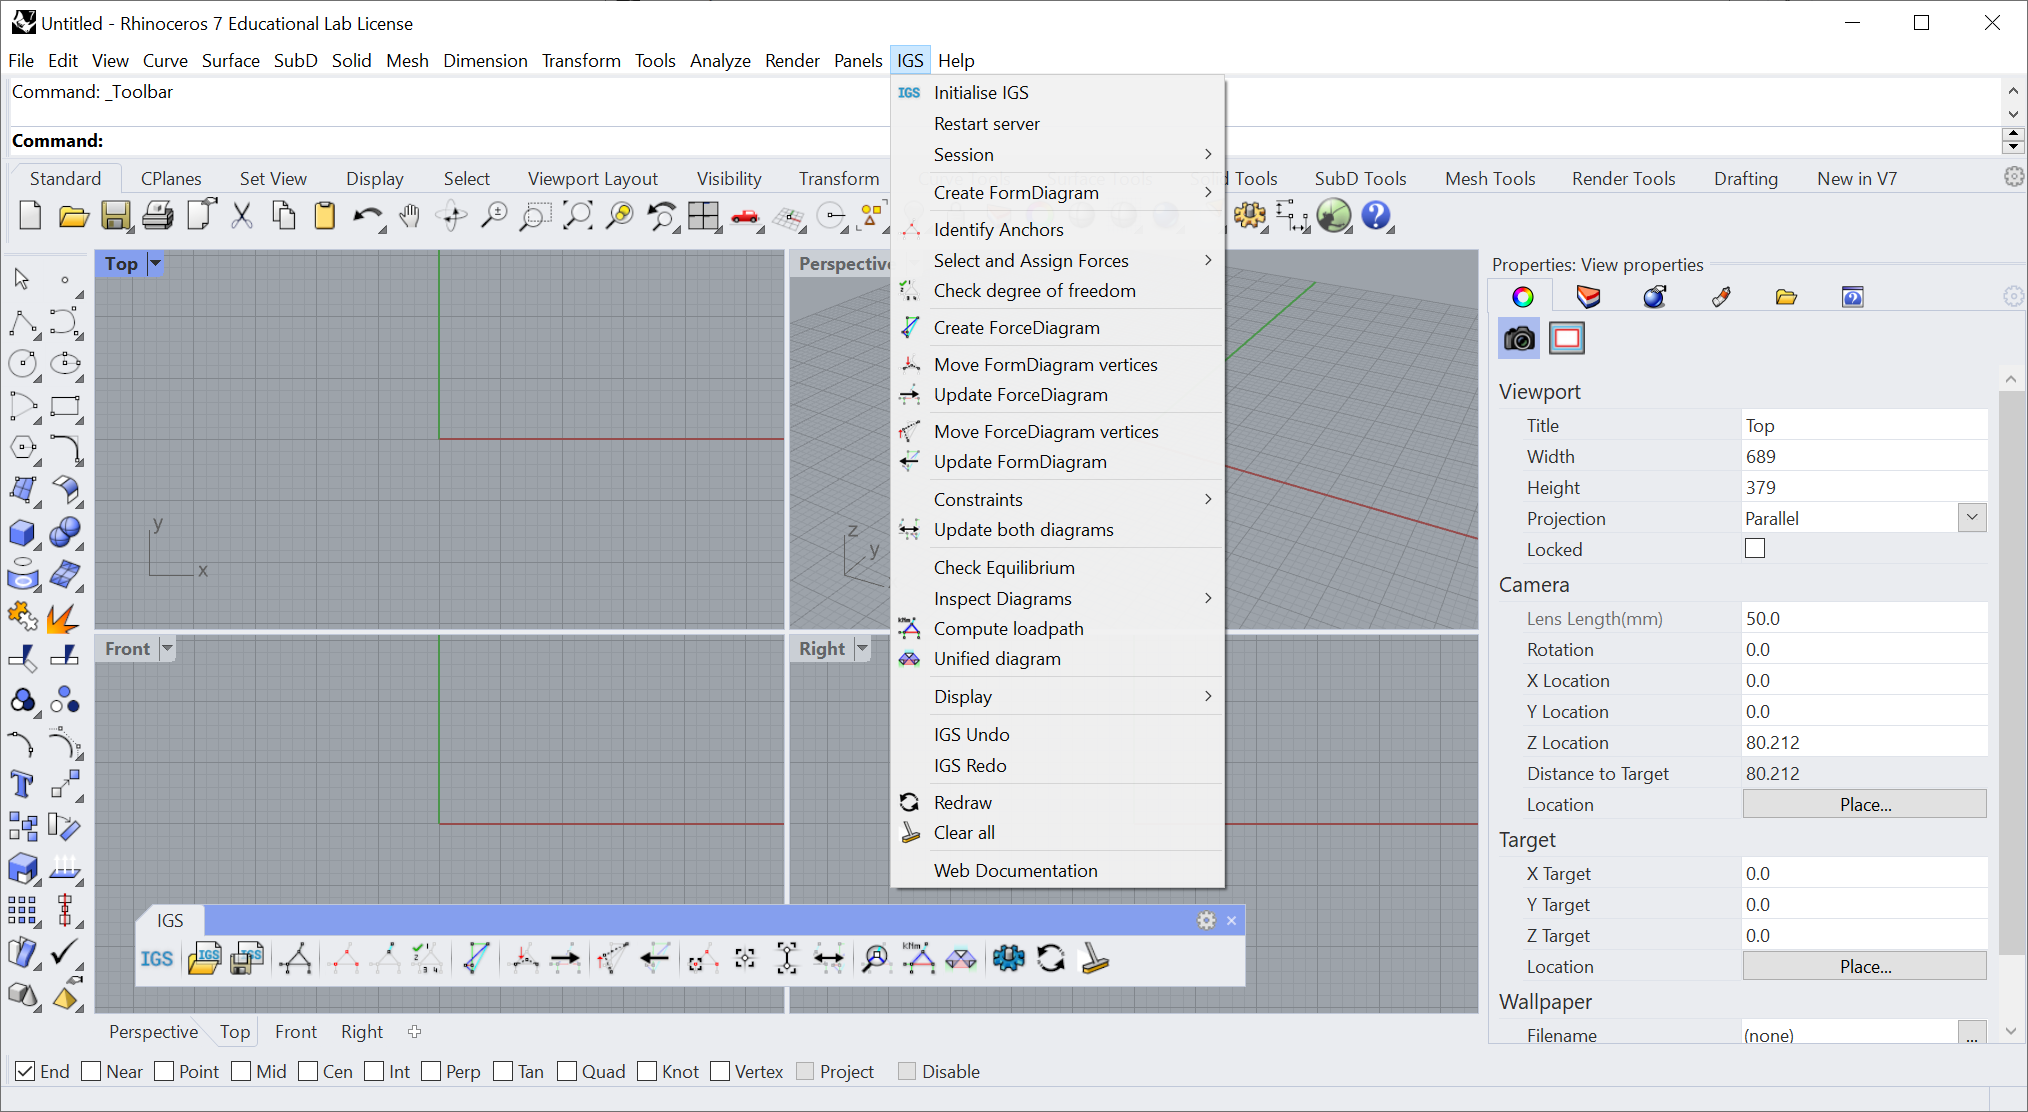 Untitled - Rhinoceros 7 Educational Lab License
File Edit View Curve Surface SubD Solid Mesh Dimension Transform Tools Analyze Render Panels IGS Help
Command: _Toolbar
Command:
Standard CPlanes Set View Display Select Viewport Layout Visibility Transform Tools SubD Tools Mesh Tools Render Tools Drafting New in V7
IGS Initialise IGS
Restart server
Session
Create FormDiagram
Identify Anchors
Select and Assign Forces
Check degree of freedom
Create ForceDiagram
Move FormDiagram vertices
Update ForceDiagram
Move ForceDiagram vertices
Update FormDiagram
Constraints
Update both diagrams
Check Equilibrium
Inspect Diagrams
kNm Compute loadpath
Unified diagram
Display
IGS Undo
IGS Redo
Redraw
Clear all
Web Documentation
Top
y
x
Perspective
z
y
Front
Right
IGS
IGS IGS IGS 1 2 3 4 kNm
Perspective Top Front Right
Properties: View properties
Viewport
Title Top
Width 689
Height 379
Projection Parallel
Locked
Camera
Lens Length(mm) 50.0
Rotation 0.0
X Location 0.0
Y Location 0.0
Z Location 80.212
Distance to Target 80.212
Location Place...
Target
X Target 0.0
Y Target 0.0
Z Target 0.0
Location Place...
Wallpaper
Filename (none) ...
End Near Point Mid Cen Int Perp Tan Quad Knot Vertex Project Disable